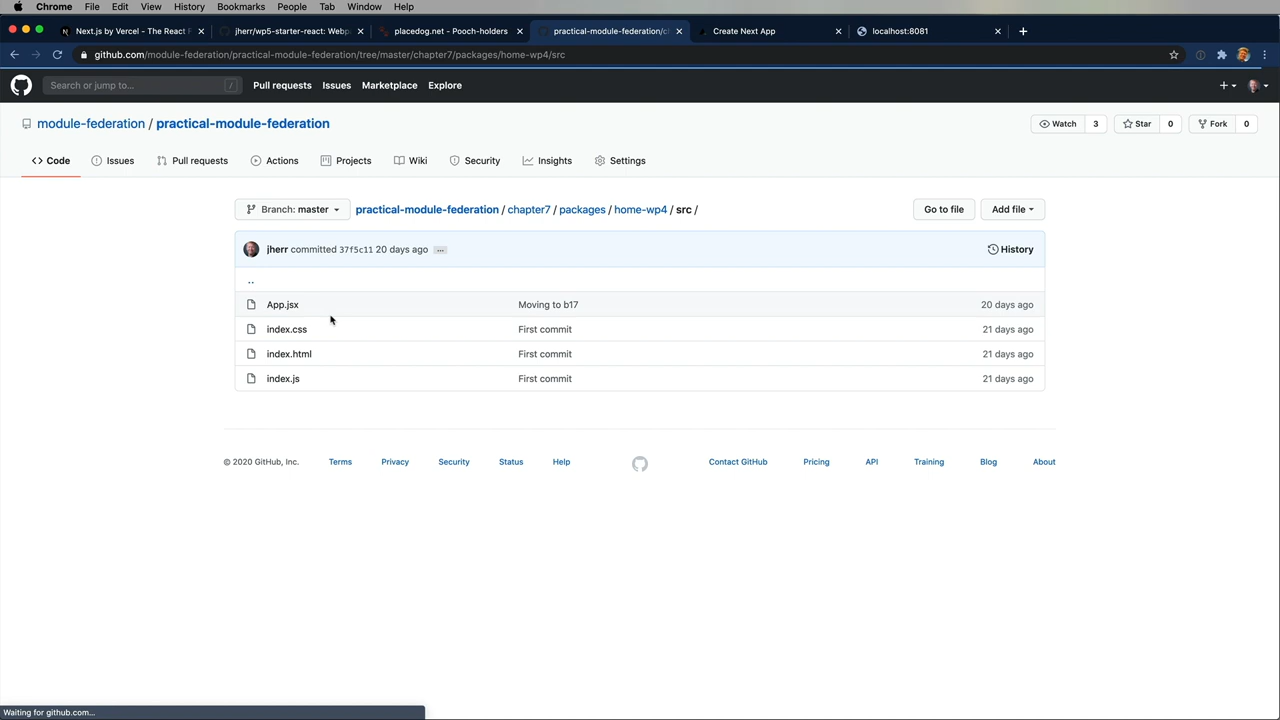 Chrome File Edit View History Bookmarks People Tab Window Help
Next.js by Vercel - The React F
jherr/wp5-starter-react: Webpa
placedog.net - Pooch-holders
practical-module-federation/c
Create Next App
localhost:8081
github.com/module-federation/practical-module-federation/tree/master/chapter7/packages/home-wp4/src
Search or jump to... /
Pull requests Issues Marketplace Explore
module-federation / practical-module-federation
Watch 3 Star 0 Fork 0
Code Issues Pull requests Actions Projects Wiki Security Insights Settings
Branch: master practical-module-federation / chapter7 / packages / home-wp4 / src / Go to file Add file
jherr committed 37f5c11 20 days ago ... History
..
App.jsx Moving to b17 20 days ago
index.css First commit 21 days ago
index.html First commit 21 days ago
index.js First commit 21 days ago
© 2020 GitHub, Inc. Terms Privacy Security Status Help Contact GitHub Pricing API Training Blog About
Waiting for github.com...